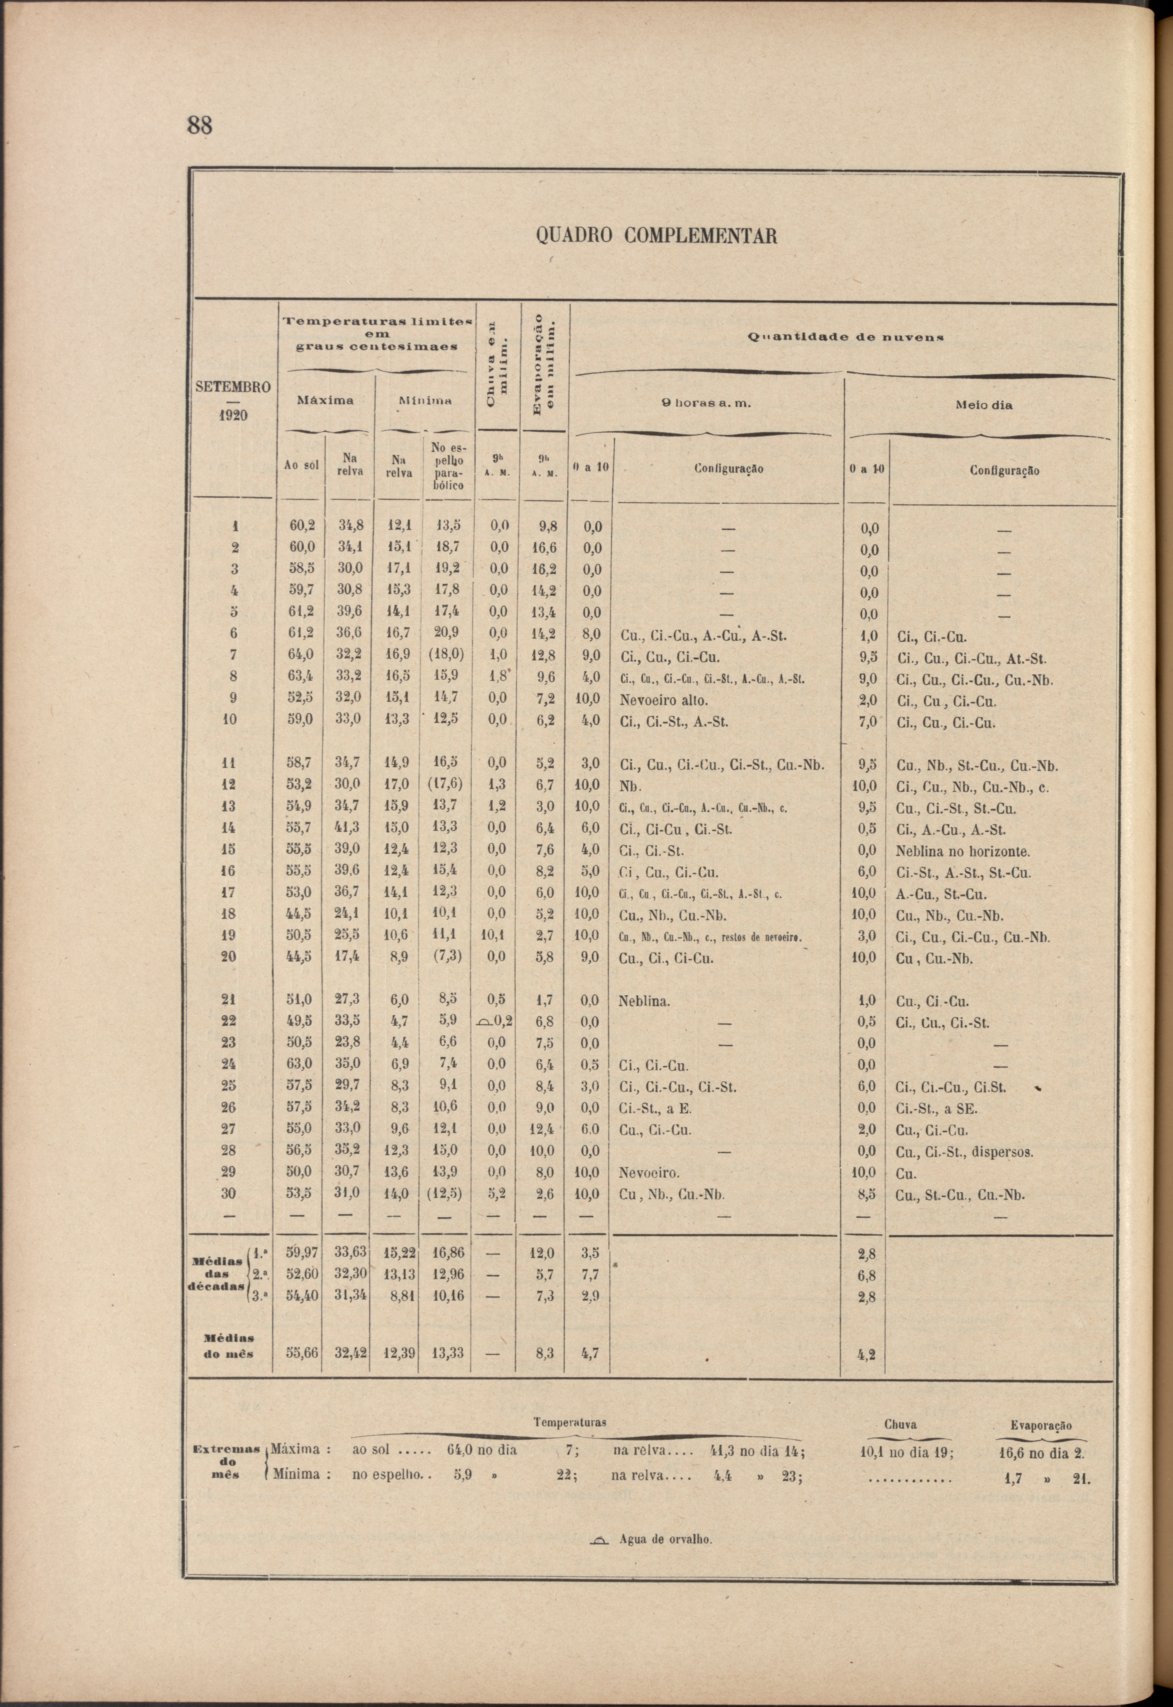 88
QUADRO COMPLEMENTAR
SETEMBRO
—
1920
Temperaturas limites
em
graus centesimaes
Chuva em
milim.
Evaporação
em milim.
Quantidade de nuvens
Máxima Mínima 9 horas a. m. Meio dia
Ao sol Na relva Na relva No espelho parabólico 9h A. M. 9h A. M. 0 a 10 Configuração 0 a 10 Configuração
1 60,2 34,8 12,1 13,5 0,0 9,8 0,0 — 0,0 —
2 60,0 34,1 15,1 18,7 0,0 16,6 0,0 — 0,0 —
3 58,5 30,0 17,1 19,2 0,0 16,2 0,0 — 0,0 —
4 59,7 30,8 15,3 17,8 0,0 14,2 0,0 — 0,0 —
5 61,2 39,6 14,1 17,4 0,0 13,4 0,0 — 0,0 —
6 61,2 36,6 16,7 20,9 0,0 14,2 8,0 Cu., Ci.-Cu., A.-Cu., A-.St. 1,0 Ci., Ci.-Cu.
7 64,0 32,2 16,9 (18,0) 1,0 12,8 9,0 Ci., Cu., Ci.-Cu. 9,5 Ci., Cu., Ci.-Cu., At.-St.
8 63,4 33,2 16,5 15,9 1,8 9,6 4,0 Ci., Cu., Ci.-Cu., Ci.-St., A.-Cu., A.-St. 9,0 Ci., Cu., Ci.-Cu., Cu.-Nb.
9 52,5 32,0 15,1 14,7 0,0 7,2 10,0 Nevoeiro alto. 2,0 Ci., Cu, Ci.-Cu.
10 59,0 33,0 13,3 12,5 0,0 6,2 4,0 Ci., Ci.-St., A.-St. 7,0 Ci., Cu., Ci.-Cu.
11 58,7 34,7 14,9 16,5 0,0 5,2 3,0 Ci., Cu., Ci.-Cu., Ci.-St., Cu.-Nb. 9,5 Cu., Nb., St.-Cu., Cu.-Nb.
12 53,2 30,0 17,0 (17,6) 1,3 6,7 10,0 Nb. 10,0 Ci., Cu., Nb., Cu.-Nb., c.
13 54,9 34,7 15,9 13,7 1,2 3,0 10,0 Ci., Cu., Ci.-Cu., A.-Cu., Cu.-Nb., c. 9,5 Cu., Ci.-St., St.-Cu.
14 55,7 41,3 15,0 13,3 0,0 6,4 6,0 Ci., Ci-Cu, Ci.-St. 0,5 Ci., A.-Cu., A.-St.
15 55,5 39,0 12,4 12,3 0,0 7,6 4,0 Ci., Ci.-St. 0,0 Neblina no horizonte.
16 55,5 39.6 12,4 15,4 0,0 8,2 5,0 Ci, Cu., Ci.-Cu. 6,0 Ci.-St., A.-St., St.-Cu.
17 53,0 36,7 14,1 12,3 0,0 6,0 10,0 Ci., Cu, Ci.-Cu., Ci.-St., A.-St., c. 10,0 A.-Cu., St.-Cu.
18 44,5 24,1 10,1 10,1 0,0 5,2 10,0 Cu., Nb., Cu.-Nb. 10,0 Cu., Nb., Cu.-Nb.
19 50,5 25,5 10,6 11,1 10,1 2,7 10,0 Cu., Nb., Cu.-Nb., c., restos de nevoeiro. 3,0 Ci., Cu., Ci.-Cu., Cu.-Nb.
20 44,5 17,4 8,9 (7,3) 0,0 5,8 9,0 Cu., Ci., Ci-Cu. 10,0 Cu, Cu.-Nb.
21 51,0 27,3 6,0 8,5 0,5 1,7 0,0 Neblina. 1,0 Cu., Ci.-Cu.
22 49,5 33,5 4,7 5,9 ⌓0,2 6,8 0,0 — 0,5 Ci., Cu., Ci.-St.
23 50,5 23,8 4,4 6,6 0,0 7,5 0,0 — 0,0 —
24 63,0 35,0 6,9 7,4 0,0 6,4 0,5 Ci., Ci.-Cu. 0,0 —
25 57,5 29,7 8,3 9,1 0,0 8,4 3,0 Ci., Ci.-Cu., Ci.-St. 6,0 Ci., Ci.-Cu., Ci.St.
26 57,5 34,2 8,3 10,6 0,0 9,0 0,0 Ci.-St., a E. 0,0 Ci.-St., a SE.
27 55,0 33,0 9,6 12,1 0,0 12,4 6.0 Cu., Ci.-Cu. 2,0 Cu., Ci.-Cu.
28 56,5 35,2 12,3 15,0 0,0 10,0 0,0 — 0,0 Cu., Ci.-St., dispersos.
29 50,0 30,7 13,6 13,9 0,0 8,0 10,0 Nevoeiro. 10,0 Cu.
30 53,5 31,0 14,0 (12,5) 5,2 2,6 10,0 Cu, Nb., Cu.-Nb. 8,5 Cu., St.-Cu., Cu.-Nb.
— — — — — — — — — — —
Médias das décadas
1.ª 59,97 33,63 15,22 16,86 — 12,0 3,5 2,8
2.ª 52,60 32,30 13,13 12,96 — 5,7 7,7 6,8
3.ª 54,40 31,34 8,81 10,16 — 7,3 2,9 2,8
Médias do mês 55,66 32,42 12,39 13,33 — 8,3 4,7 4,2
Temperaturas Chuva Evaporação
Extremas do mês
Máxima : ao sol ..... 64,0 no dia 7; na relva.... 41,3 no dia 14; 10,1 no dia 19; 16,6 no dia 2.
Mínima : no espelho.. 5,9 » 22; na relva.... 4,4 » 23; ............ 1,7 » 21.
⌓ Agua de orvalho.